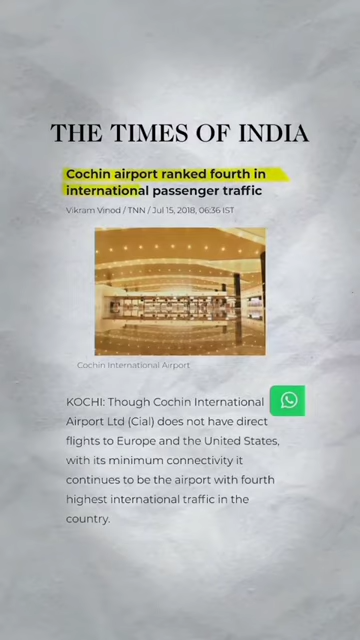 THE TIMES OF INDIA
Cochin airport ranked fourth in
international passenger traffic
Vikram Vinod / TNN / Jul 15, 2018, 06:36 IST
Cochin International Airport
KOCHI: Though Cochin International
Airport Ltd (Cial) does not have direct
flights to Europe and the United States,
with its minimum connectivity it
continues to be the airport with fourth
highest international traffic in the
country.